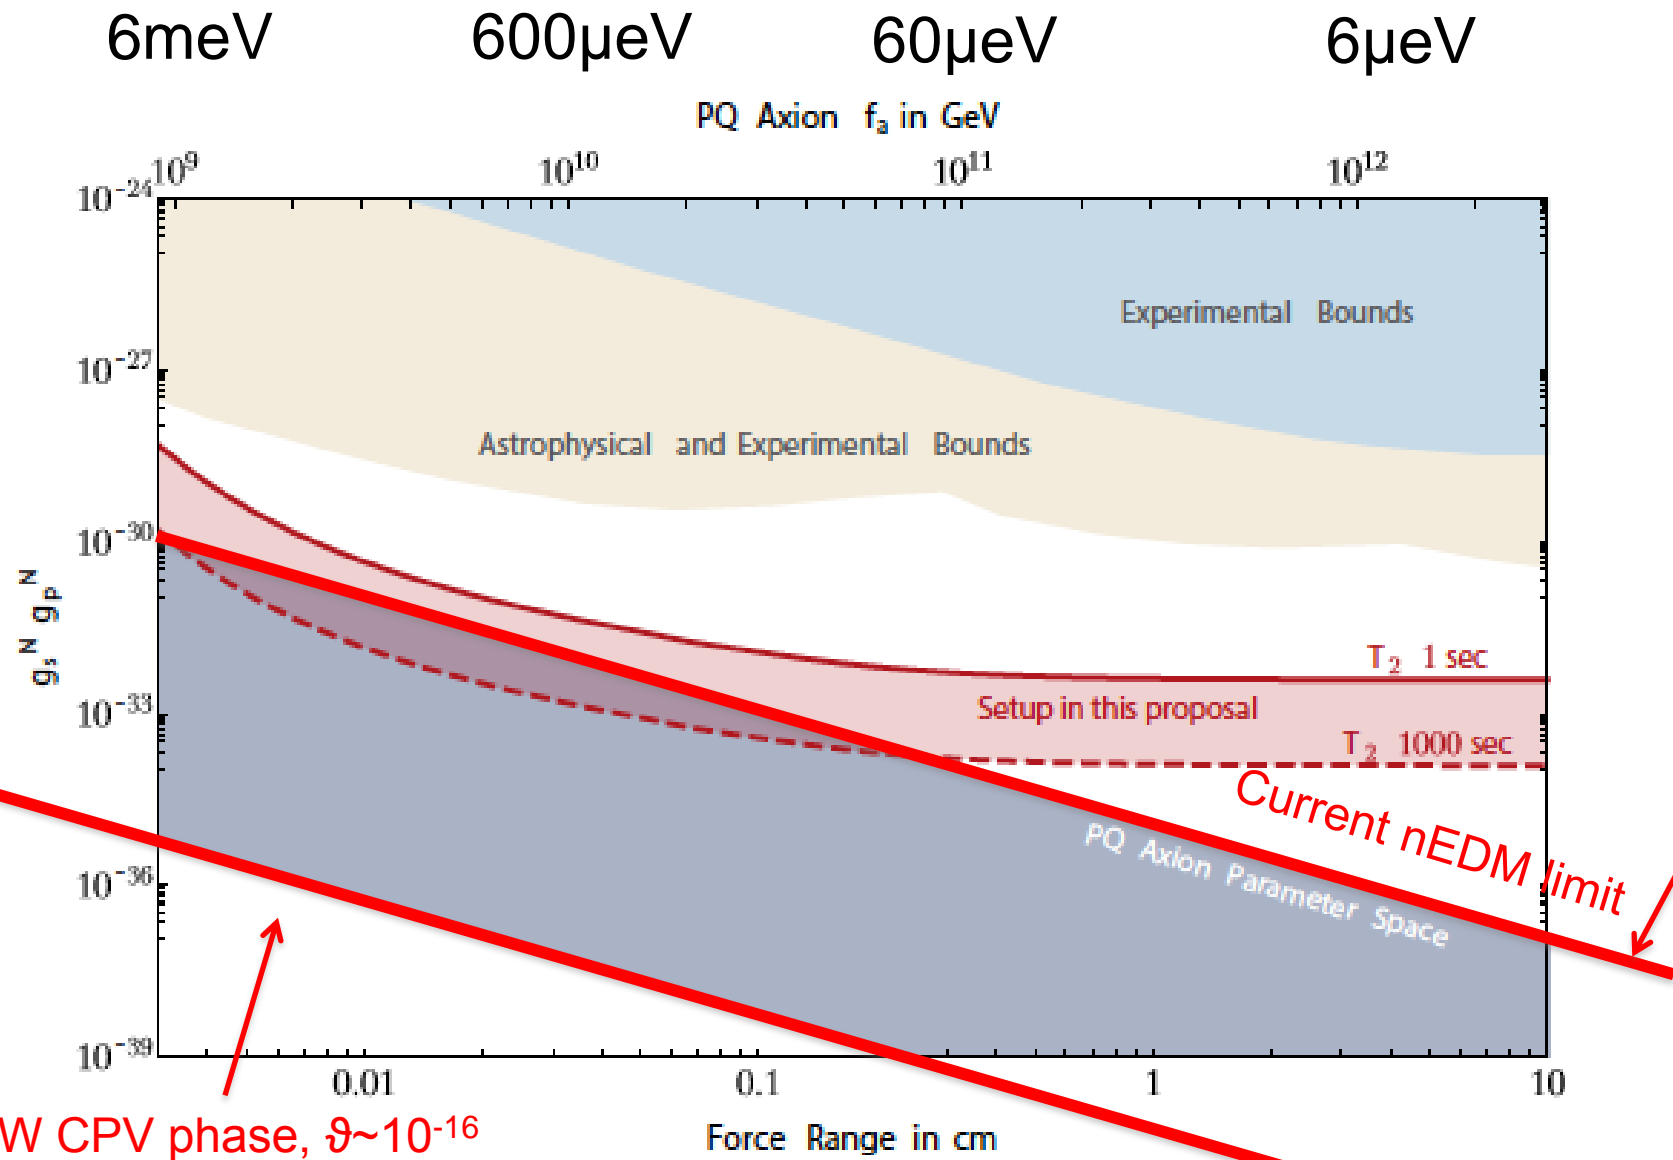 6meV 600μeV 60μeV 6μeV
PQ Axion f_a in GeV
10^9 10^10 10^11 10^12
10^-24
Experimental Bounds
10^-27
Astrophysical and Experimental Bounds
10^-30
g_s^N g_p^N
T_2 1 sec
10^-33
Setup in this proposal
T_2 1000 sec
Current nEDM limit
PQ Axion Parameter Space
10^-36
10^-39
0.01 0.1 1 10
W CPV phase, ϑ~10^-16
Force Range in cm